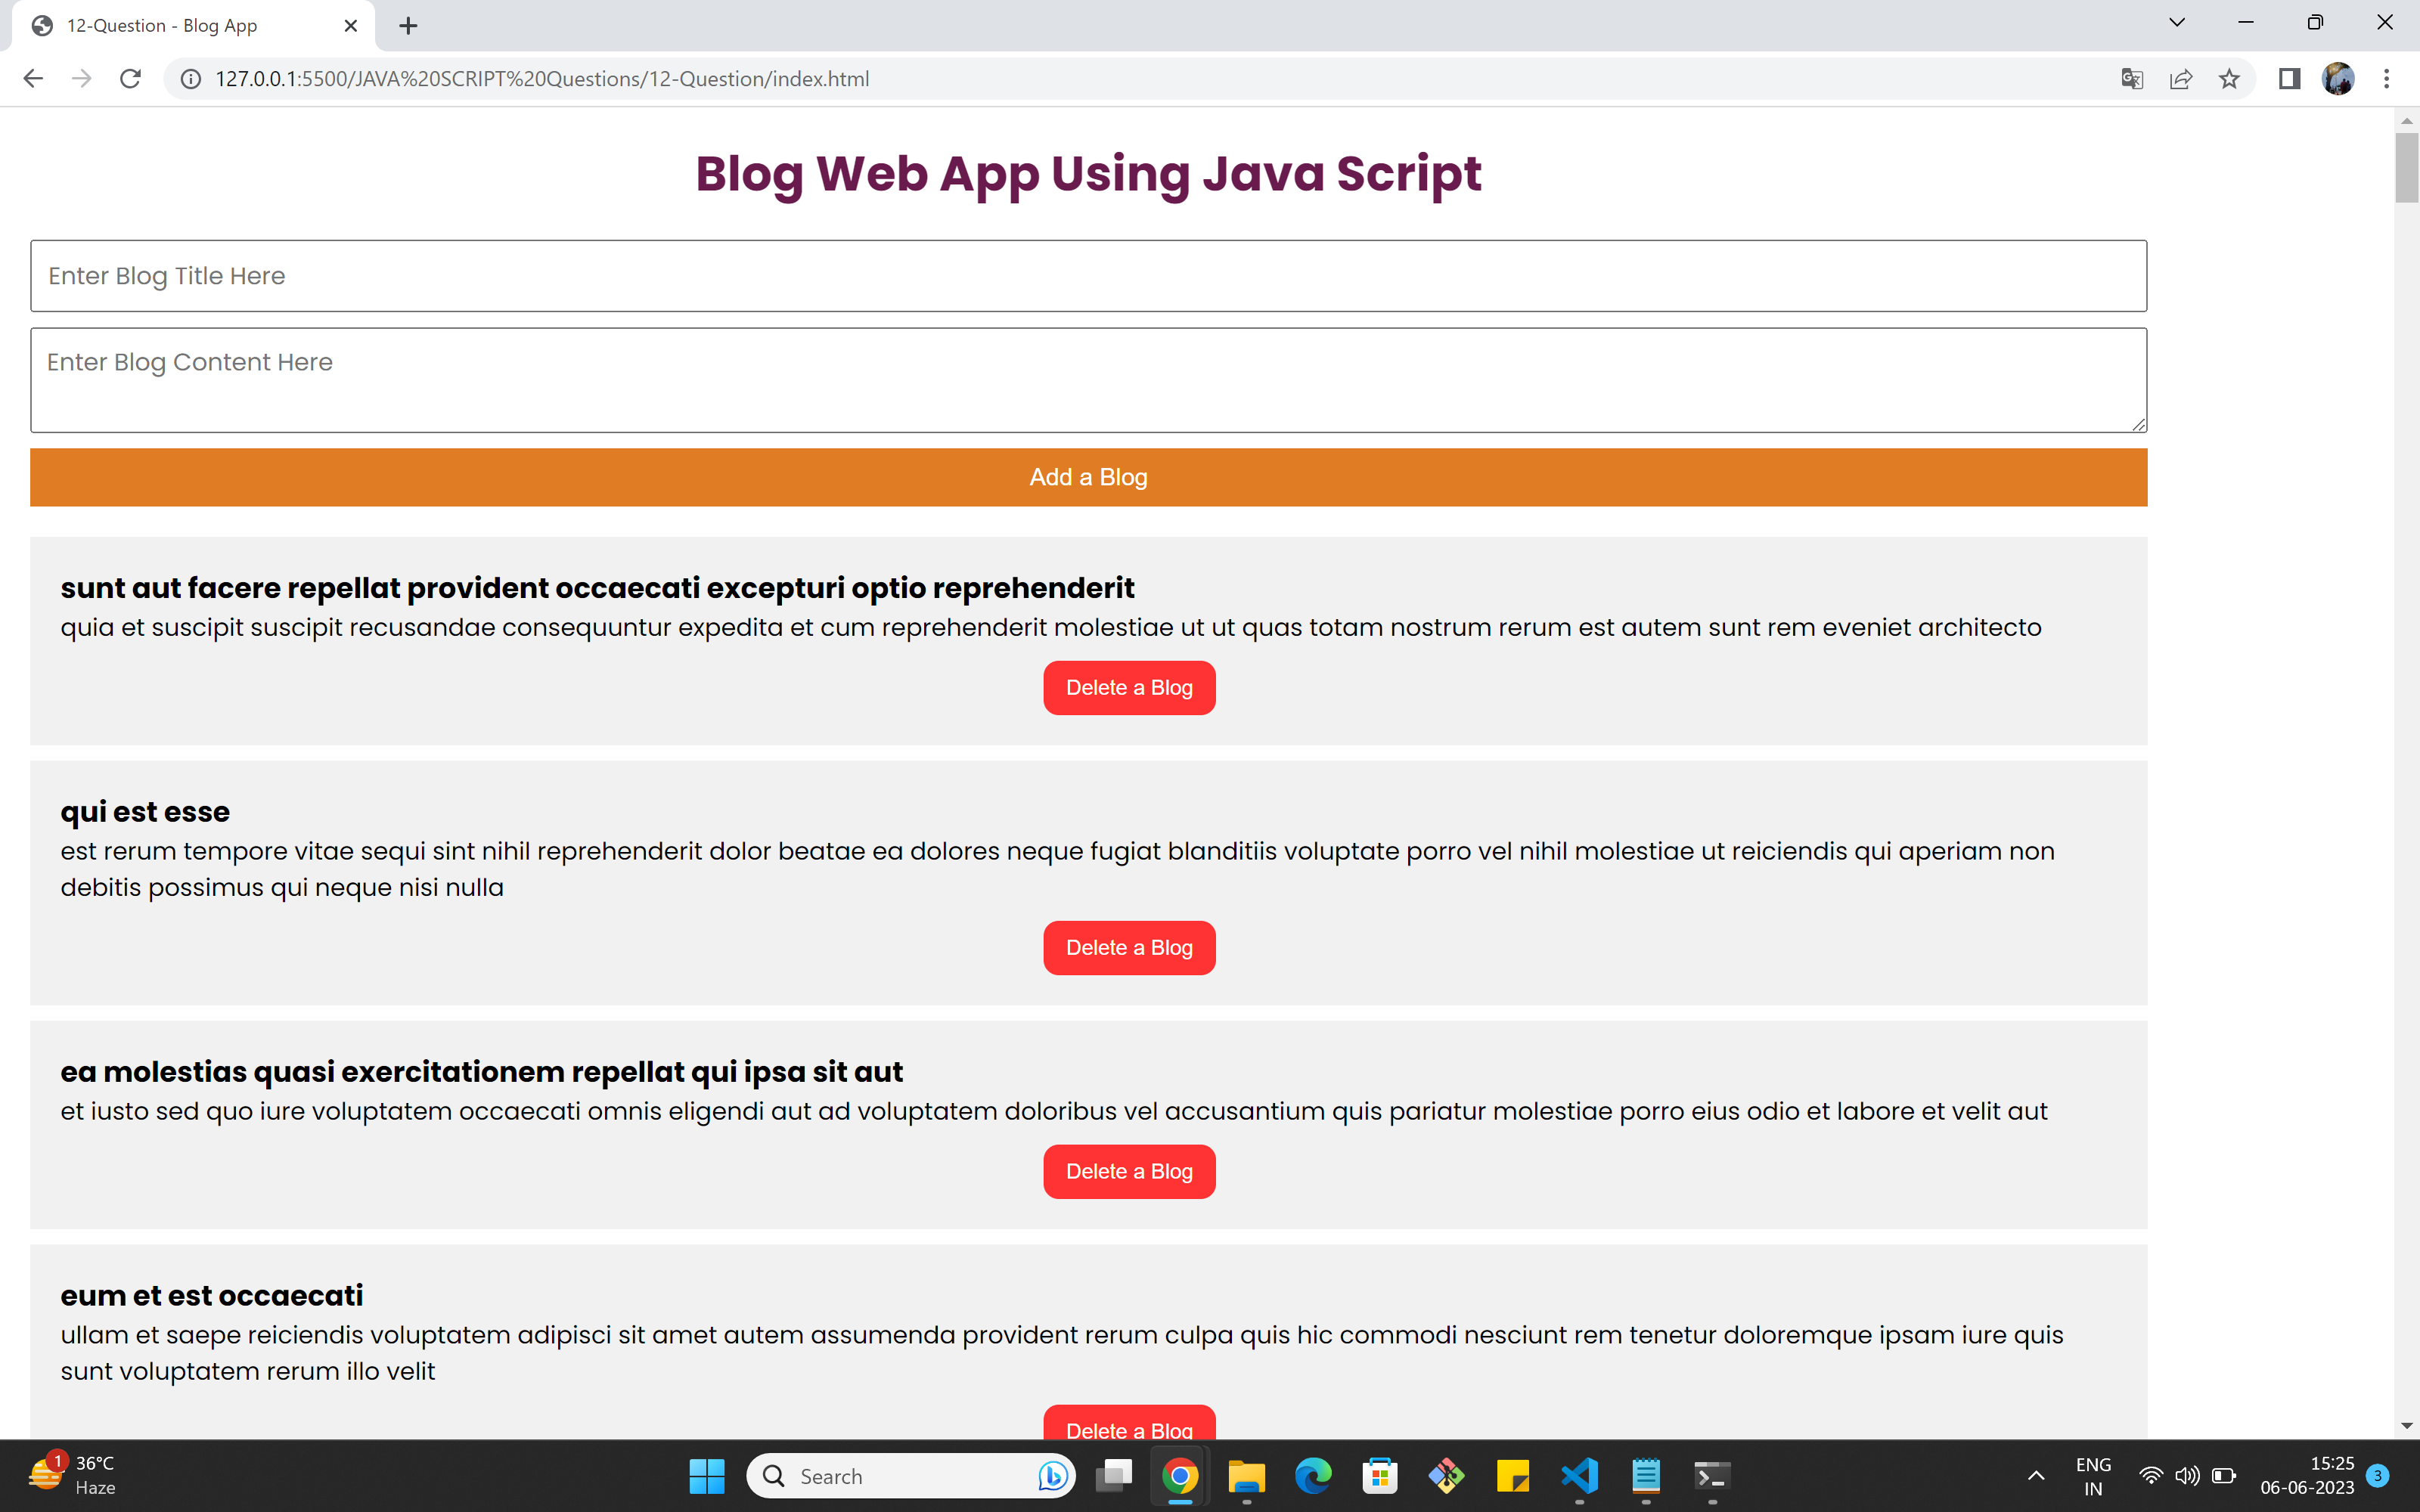 12-Question - Blog App
127.0.0.1:5500/JAVA%20SCRIPT%20Questions/12-Question/index.html
Blog Web App Using Java Script
Enter Blog Title Here
Enter Blog Content Here
Add a Blog
sunt aut facere repellat provident occaecati excepturi optio reprehenderit
quia et suscipit suscipit recusandae consequuntur expedita et cum reprehenderit molestiae ut ut quas totam nostrum rerum est autem sunt rem eveniet architecto
Delete a Blog
qui est esse
est rerum tempore vitae sequi sint nihil reprehenderit dolor beatae ea dolores neque fugiat blanditiis voluptate porro vel nihil molestiae ut reiciendis qui aperiam non
debitis possimus qui neque nisi nulla
Delete a Blog
ea molestias quasi exercitationem repellat qui ipsa sit aut
et iusto sed quo iure voluptatem occaecati omnis eligendi aut ad voluptatem doloribus vel accusantium quis pariatur molestiae porro eius odio et labore et velit aut
Delete a Blog
eum et est occaecati
ullam et saepe reiciendis voluptatem adipisci sit amet autem assumenda provident rerum culpa quis hic commodi nesciunt rem tenetur doloremque ipsam iure quis
sunt voluptatem rerum illo velit
Delete a Blog
1
36°C
Haze
Search
ENG
IN
15:25
06-06-2023
3